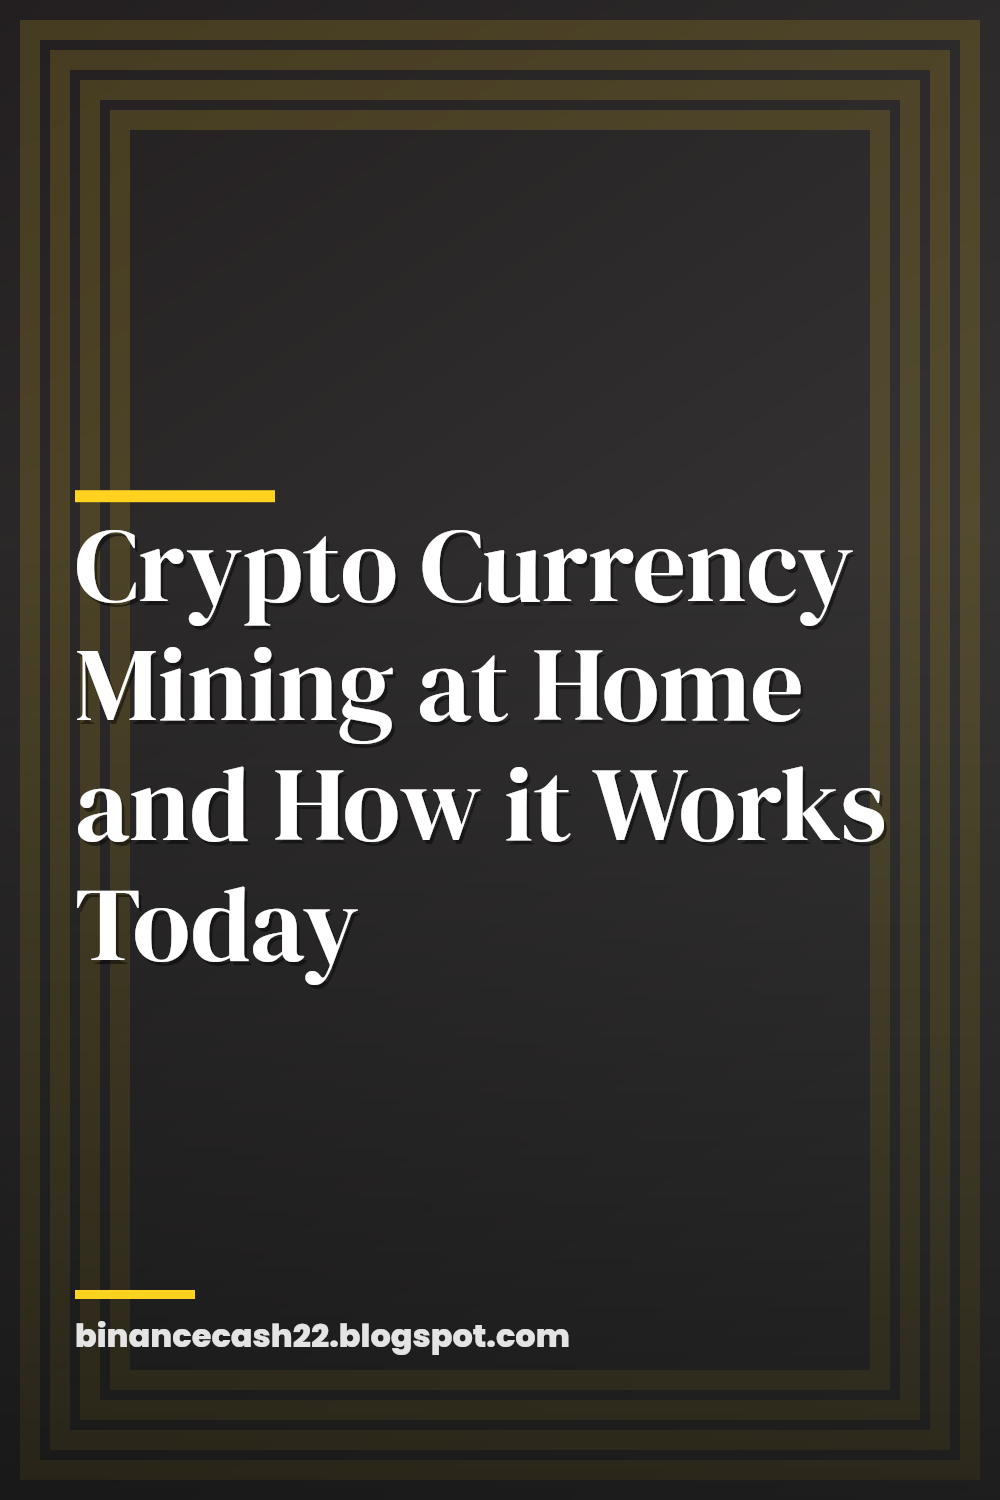 Crypto Currency
Mining at Home
and How it Works
Today
binancecash22.blogspot.com